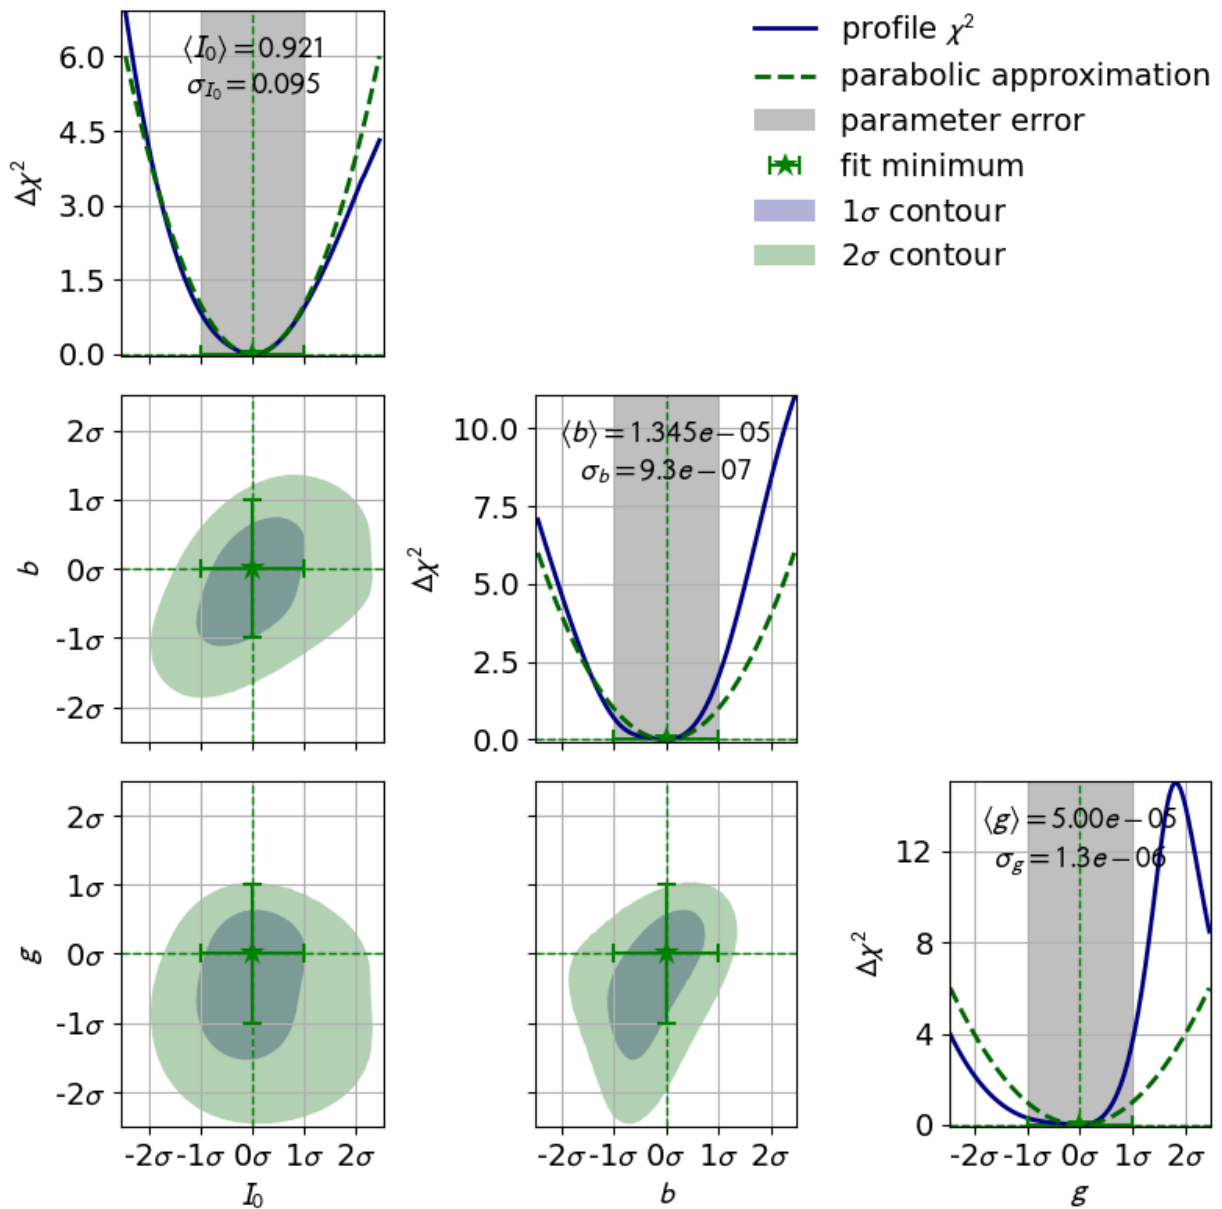 profile χ²
parabolic approximation
parameter error
fit minimum
1σ contour
2σ contour
⟨I₀⟩ = 0.921
σ_I₀ = 0.095
6.0
4.5
3.0
1.5
0.0
Δχ²
2σ
1σ
0σ
-1σ
-2σ
b
⟨b⟩ = 1.345e−05
σ_b = 9.3e−07
10.0
7.5
5.0
2.5
0.0
Δχ²
2σ
1σ
0σ
-1σ
-2σ
g
-2σ -1σ 0σ 1σ 2σ
I₀
-2σ -1σ 0σ 1σ 2σ
b
⟨g⟩ = 5.00e−05
σ_g = 1.3e−06
12
8
4
0
Δχ²
-2σ -1σ 0σ 1σ 2σ
g